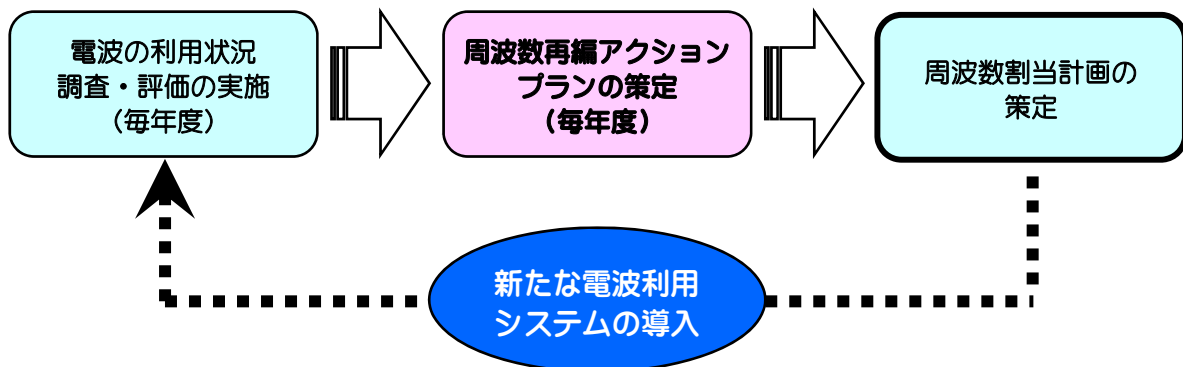 電波の利用状況
調査・評価の実施
（毎年度）
周波数再編アクション
プランの策定
（毎年度）
周波数割当計画の
策定
新たな電波利用
システムの導入